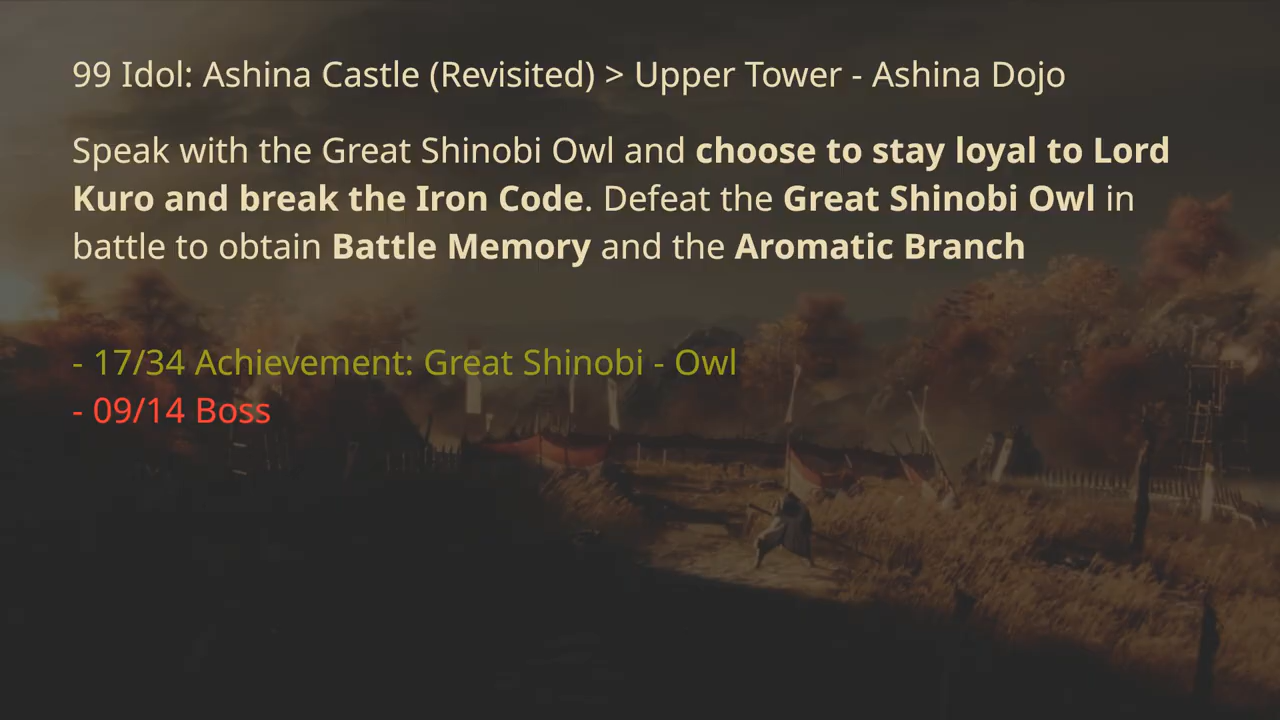 99 Idol: Ashina Castle (Revisited) > Upper Tower - Ashina Dojo
Speak with the Great Shinobi Owl and choose to stay loyal to Lord
Kuro and break the Iron Code. Defeat the Great Shinobi Owl in
battle to obtain Battle Memory and the Aromatic Branch
- 17/34 Achievement: Great Shinobi - Owl
- 09/14 Boss